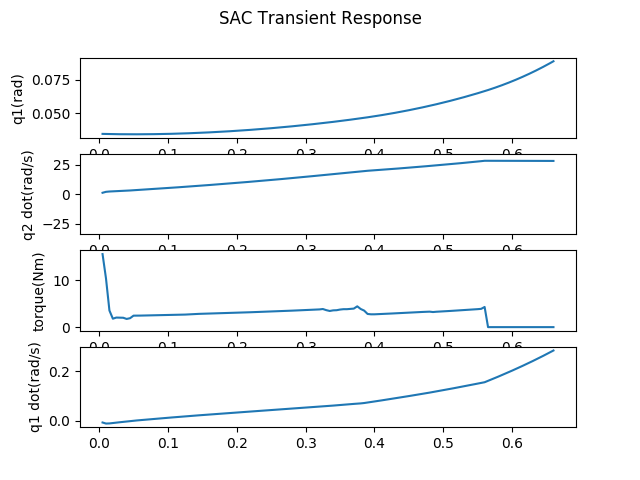 SAC Transient Response
q1(rad)
0.075
0.050
0.0 0.1 0.2 0.3 0.4 0.5 0.6
q2 dot(rad/s)
25
0
−25
0.0 0.1 0.2 0.3 0.4 0.5 0.6
torque(Nm)
10
0
0.0 0.1 0.2 0.3 0.4 0.5 0.6
q1 dot(rad/s)
0.2
0.0
0.0 0.1 0.2 0.3 0.4 0.5 0.6